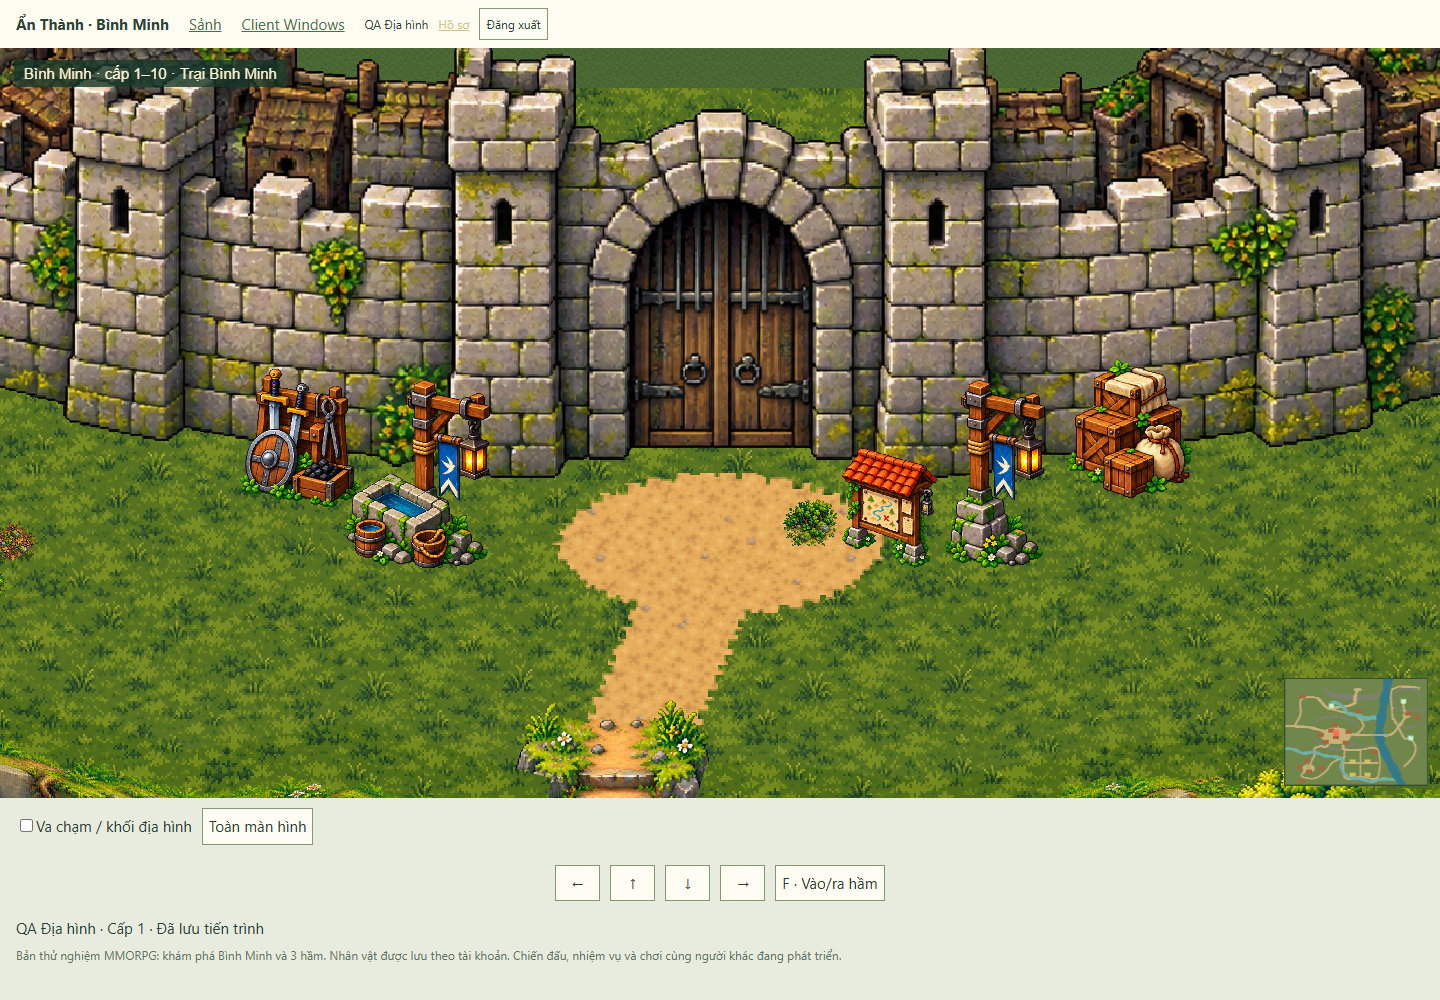 Ẩn Thành · Bình Minh Sảnh Client Windows QA Địa hình Hồ sơ Đăng xuất
Bình Minh · cấp 1–10 · Trại Bình Minh
Va chạm / khối địa hình Toàn màn hình
← ↑ ↓ → F · Vào/ra hầm
QA Địa hình · Cấp 1 · Đã lưu tiến trình
Bản thử nghiệm MMORPG: khám phá Bình Minh và 3 hầm. Nhân vật được lưu theo tài khoản. Chiến đấu, nhiệm vụ và chơi cùng người khác đang phát triển.